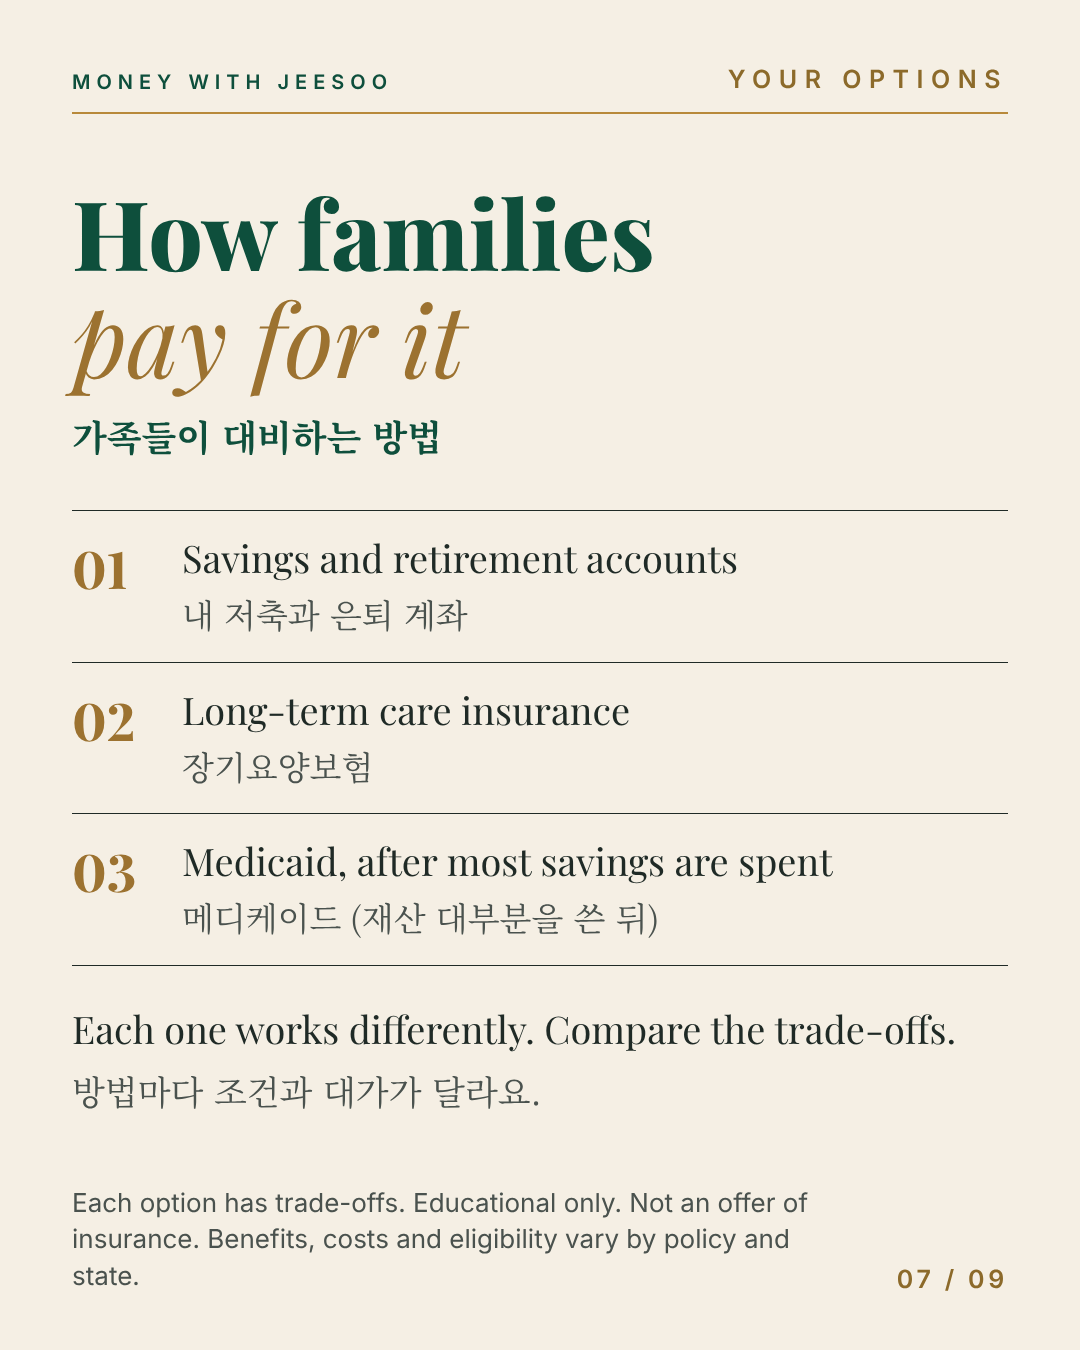 MONEY WITH JEESOO
YOUR OPTIONS
How families
pay for it
가족들이 대비하는 방법
01
Savings and retirement accounts
내 저축과 은퇴 계좌
02
Long-term care insurance
장기요양보험
03
Medicaid, after most savings are spent
메디케이드 (재산 대부분을 쓴 뒤)
Each one works differently. Compare the trade-offs.
방법마다 조건과 대가가 달라요.
Each option has trade-offs. Educational only. Not an offer of
insurance. Benefits, costs and eligibility vary by policy and
state.
07 / 09